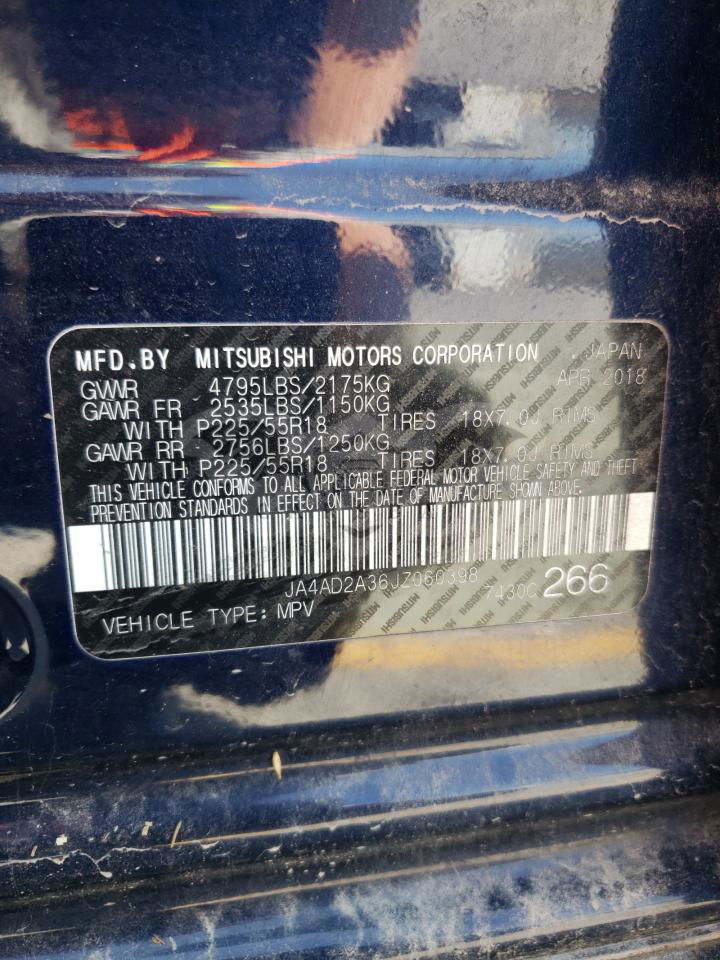 MFD.BY MITSUBISHI MOTORS CORPORATION .JAPAN
GVWR 4795LBS/2175KG APR 2018
GAWR FR 2535LBS/1150KG
WITH P225/55R18 TIRES 18X7.0J RIMS
GAWR RR 2756LBS/1250KG
WITH P225/55R18 TIRES 18X7.0J RIMS
THIS VEHICLE CONFORMS TO ALL APPLICABLE FEDERAL MOTOR VEHICLE SAFETY AND THEFT
PREVENTION STANDARDS IN EFFECT ON THE DATE OF MANUFACTURE SHOWN ABOVE.
JA4AD2A36JZ060398 7430C266
VEHICLE TYPE: MPV